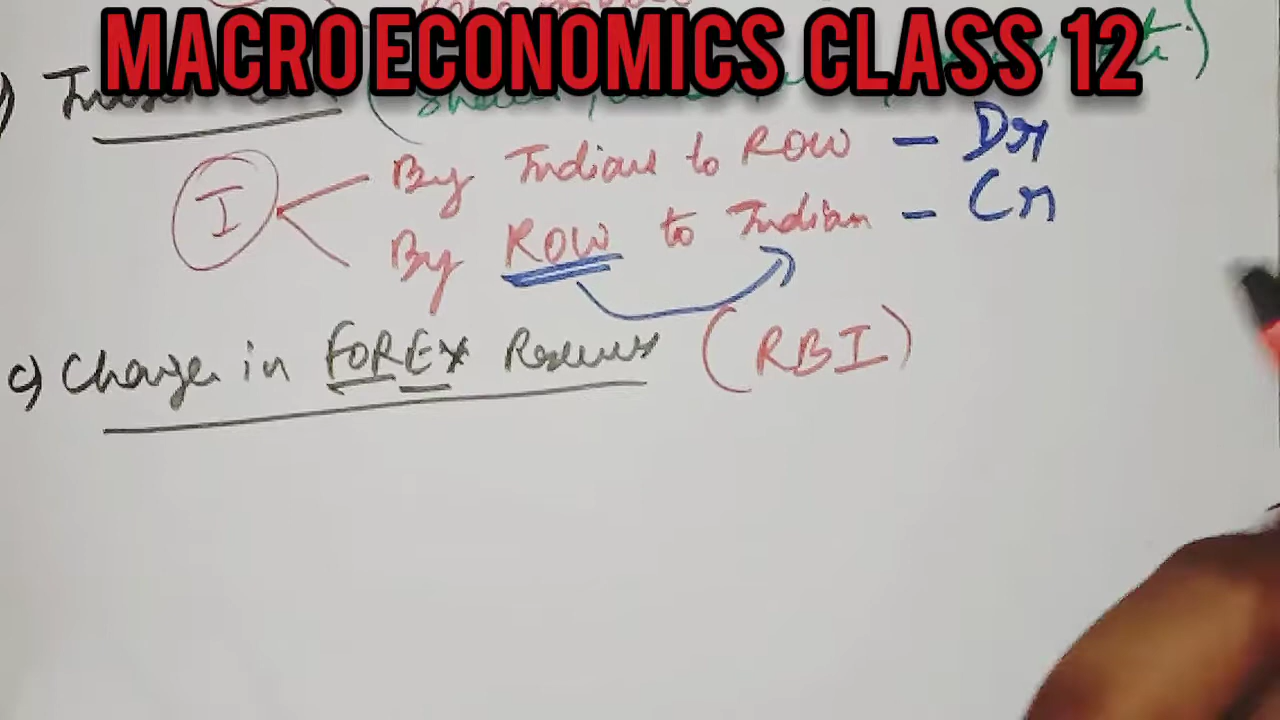 MACRO ECONOMICS CLASS 12
I
By Indians to ROW - Dr
By ROW to Indian - Cr
c) Change in FOREX Reserves (RBI)